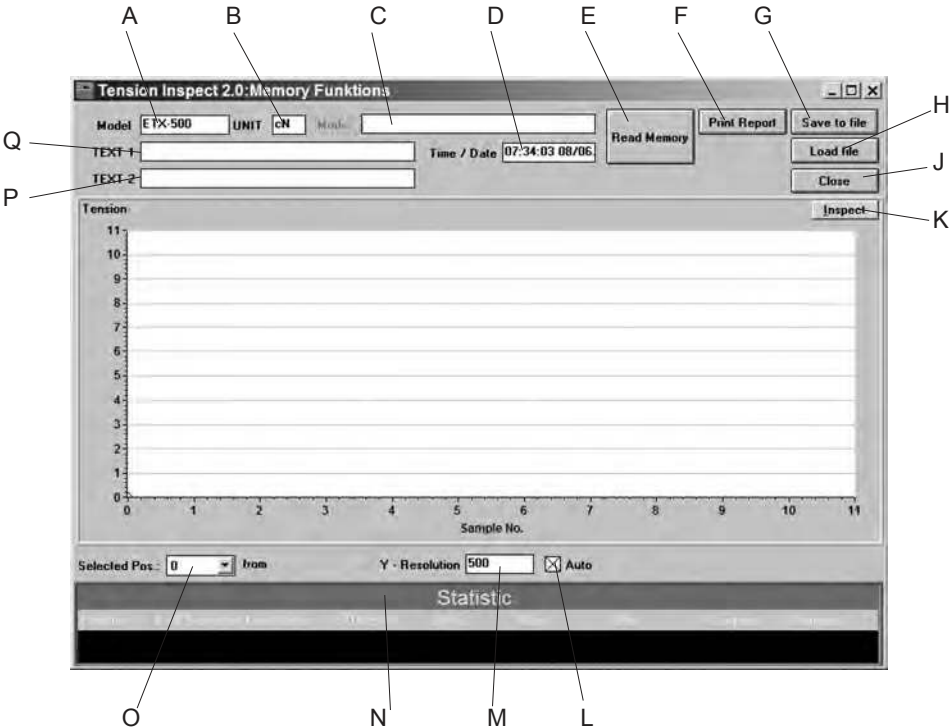 A B C D E F G
Tension Inspect 2.0:Memory Funktions
H
Model ETX-500 UNIT cN Mode Read Memory Print Report Save to file
Q TEXT 1 Time / Date 07:34:03 08/06 Load file
J
P TEXT 2 Close
Tension Inspect
K
11
10
9
8
7
6
5
4
3
2
1
0
0 1 2 3 4 5 6 7 8 9 10 11
Sample No.
Selected Pos.: 0 from Y - Resolution 500 Auto
Statistic
O N M L